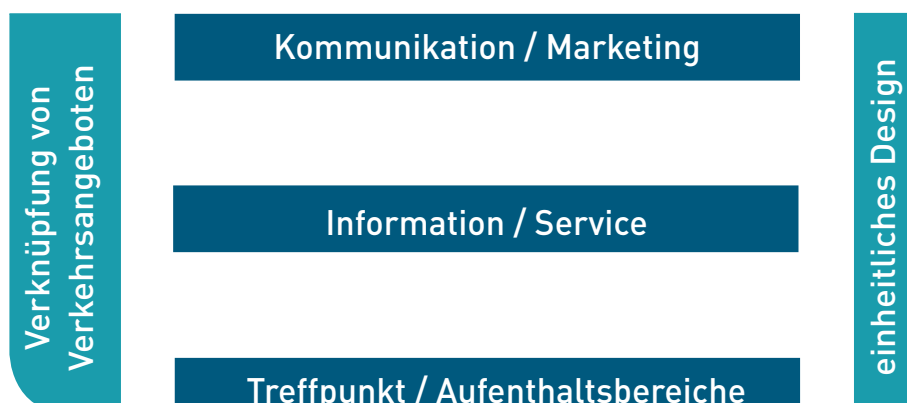 Verknüpfung von
Verkehrsangeboten
Kommunikation / Marketing
Information / Service
Treffpunkt / Aufenthaltsbereiche
einheitliches Design